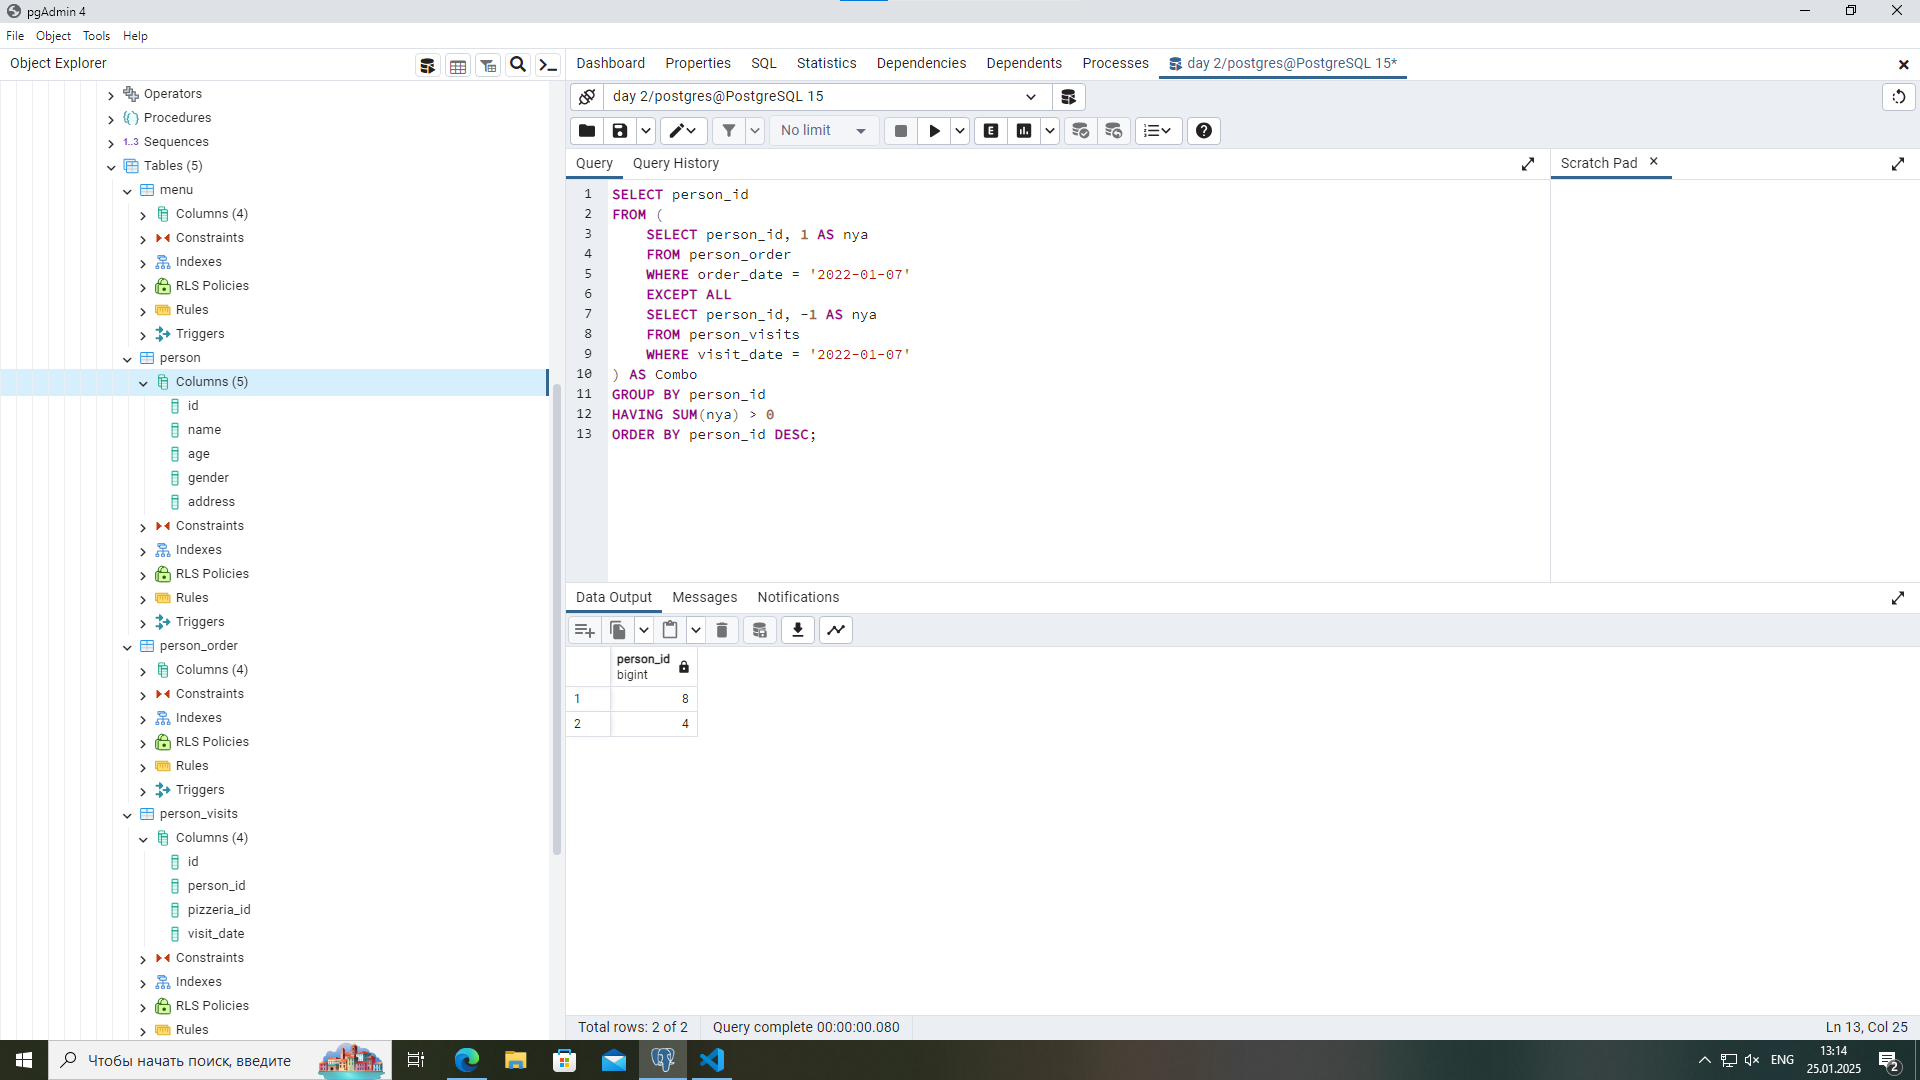 pgAdmin 4
File Object Tools Help
Object Explorer
Dashboard Properties SQL Statistics Dependencies Dependents Processes day 2/postgres@PostgreSQL 15*
day 2/postgres@PostgreSQL 15
No limit
E
Query Query History
Scratch Pad
Operators
Procedures
1..3 Sequences
Tables (5)
menu
Columns (4)
Constraints
Indexes
RLS Policies
Rules
Triggers
person
Columns (5)
id
name
age
gender
address
Constraints
Indexes
RLS Policies
Rules
Triggers
person_order
Columns (4)
Constraints
Indexes
RLS Policies
Rules
Triggers
person_visits
Columns (4)
id
person_id
pizzeria_id
visit_date
Constraints
Indexes
RLS Policies
Rules
1 SELECT person_id
2 FROM (
3 SELECT person_id, 1 AS nya
4 FROM person_order
5 WHERE order_date = '2022-01-07'
6 EXCEPT ALL
7 SELECT person_id, -1 AS nya
8 FROM person_visits
9 WHERE visit_date = '2022-01-07'
10 ) AS Combo
11 GROUP BY person_id
12 HAVING SUM(nya) > 0
13 ORDER BY person_id DESC;
Data Output Messages Notifications
person_id
bigint
1 8
2 4
Total rows: 2 of 2 Query complete 00:00:00.080 Ln 13, Col 25
Чтобы начать поиск, введите
ENG
13:14
25.01.2025
2